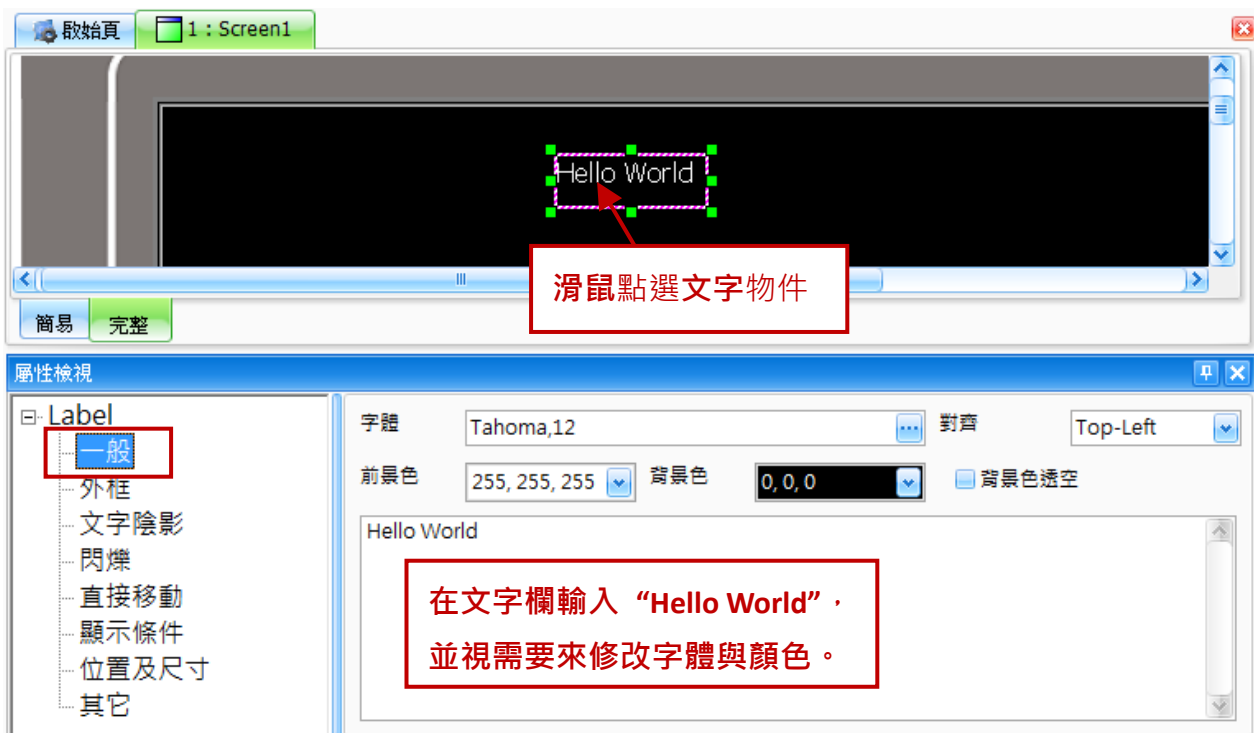 啟始頁 1 : Screen1
Hello World
滑鼠點選文字物件
簡易 完整
屬性檢視
Label
一般
外框
文字陰影
閃爍
直接移動
顯示條件
位置及尺寸
其它
字體 Tahoma,12 ... 對齊 Top-Left
前景色 255, 255, 255 背景色 0, 0, 0 背景色透空
Hello World
在文字欄輸入 “Hello World”，
並視需要來修改字體與顏色。